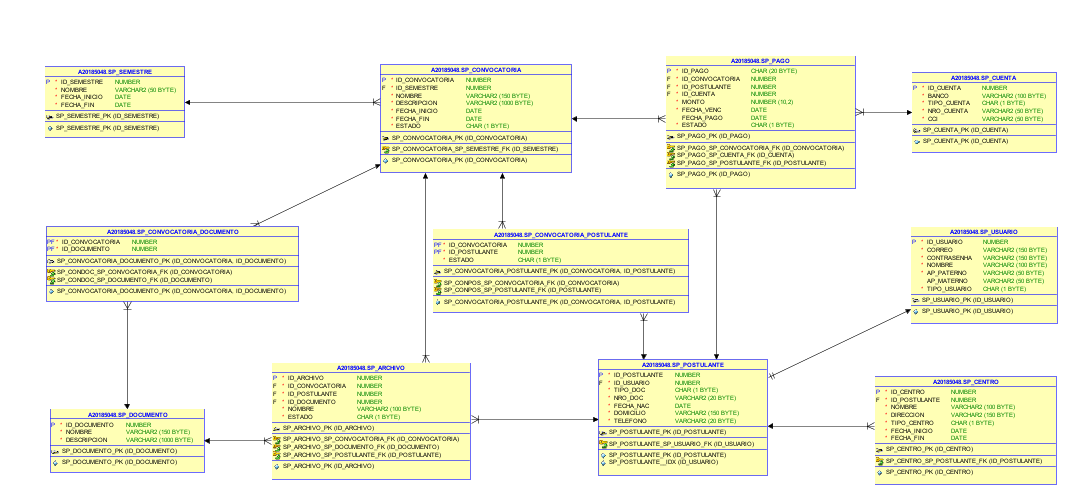 A20185048.SP_SEMESTRE
P * ID_SEMESTRE NUMBER
* NOMBRE VARCHAR2 (50 BYTE)
* FECHA_INICIO DATE
* FECHA_FIN DATE
SP_SEMESTRE_PK (ID_SEMESTRE)
SP_SEMESTRE_PK (ID_SEMESTRE)
A20185048.SP_CONVOCATORIA
P * ID_CONVOCATORIA NUMBER
F * ID_SEMESTRE NUMBER
* NOMBRE VARCHAR2 (150 BYTE)
* DESCRIPCION VARCHAR2 (1000 BYTE)
* FECHA_INICIO DATE
* FECHA_FIN DATE
* ESTADO CHAR (1 BYTE)
SP_CONVOCATORIA_PK (ID_CONVOCATORIA)
SP_CONVOCATORIA_SP_SEMESTRE_FK (ID_SEMESTRE)
SP_CONVOCATORIA_PK (ID_CONVOCATORIA)
A20185048.SP_PAGO
P * ID_PAGO CHAR (20 BYTE)
F * ID_CONVOCATORIA NUMBER
F * ID_POSTULANTE NUMBER
F * ID_CUENTA NUMBER
* MONTO NUMBER (10,2)
* FECHA_VENC DATE
FECHA_PAGO DATE
* ESTADO CHAR (1 BYTE)
SP_PAGO_PK (ID_PAGO)
SP_PAGO_SP_CONVOCATORIA_FK (ID_CONVOCATORIA)
SP_PAGO_SP_CUENTA_FK (ID_CUENTA)
SP_PAGO_SP_POSTULANTE_FK (ID_POSTULANTE)
SP_PAGO_PK (ID_PAGO)
A20185048.SP_CUENTA
P * ID_CUENTA NUMBER
* BANCO VARCHAR2 (100 BYTE)
* TIPO_CUENTA CHAR (1 BYTE)
* NRO_CUENTA VARCHAR2 (50 BYTE)
* CCI VARCHAR2 (50 BYTE)
SP_CUENTA_PK (ID_CUENTA)
SP_CUENTA_PK (ID_CUENTA)
A20185048.SP_CONVOCATORIA_DOCUMENTO
PF * ID_CONVOCATORIA NUMBER
PF * ID_DOCUMENTO NUMBER
SP_CONVOCATORIA_DOCUMENTO_PK (ID_CONVOCATORIA, ID_DOCUMENTO)
SP_CONDOC_SP_CONVOCATORIA_FK (ID_CONVOCATORIA)
SP_CONDOC_SP_DOCUMENTO_FK (ID_DOCUMENTO)
SP_CONVOCATORIA_DOCUMENTO_PK (ID_CONVOCATORIA, ID_DOCUMENTO)
A20185048.SP_CONVOCATORIA_POSTULANTE
PF * ID_CONVOCATORIA NUMBER
PF * ID_POSTULANTE NUMBER
* ESTADO CHAR (1 BYTE)
SP_CONVOCATORIA_POSTULANTE_PK (ID_CONVOCATORIA, ID_POSTULANTE)
SP_CONPOS_SP_CONVOCATORIA_FK (ID_CONVOCATORIA)
SP_CONPOS_SP_POSTULANTE_FK (ID_POSTULANTE)
SP_CONVOCATORIA_POSTULANTE_PK (ID_CONVOCATORIA, ID_POSTULANTE)
A20185048.SP_USUARIO
P * ID_USUARIO NUMBER
* CORREO VARCHAR2 (150 BYTE)
* CONTRASENHA VARCHAR2 (150 BYTE)
* NOMBRE VARCHAR2 (100 BYTE)
* AP_PATERNO VARCHAR2 (50 BYTE)
AP_MATERNO VARCHAR2 (50 BYTE)
* TIPO_USUARIO CHAR (1 BYTE)
SP_USUARIO_PK (ID_USUARIO)
SP_USUARIO_PK (ID_USUARIO)
A20185048.SP_DOCUMENTO
P * ID_DOCUMENTO NUMBER
* NOMBRE VARCHAR2 (150 BYTE)
* DESCRIPCION VARCHAR2 (1000 BYTE)
SP_DOCUMENTO_PK (ID_DOCUMENTO)
SP_DOCUMENTO_PK (ID_DOCUMENTO)
A20185048.SP_ARCHIVO
P * ID_ARCHIVO NUMBER
F * ID_CONVOCATORIA NUMBER
F * ID_POSTULANTE NUMBER
F * ID_DOCUMENTO NUMBER
* NOMBRE VARCHAR2 (100 BYTE)
* ESTADO CHAR (1 BYTE)
SP_ARCHIVO_PK (ID_ARCHIVO)
SP_ARCHIVO_SP_CONVOCATORIA_FK (ID_CONVOCATORIA)
SP_ARCHIVO_SP_DOCUMENTO_FK (ID_DOCUMENTO)
SP_ARCHIVO_SP_POSTULANTE_FK (ID_POSTULANTE)
SP_ARCHIVO_PK (ID_ARCHIVO)
A20185048.SP_POSTULANTE
P * ID_POSTULANTE NUMBER
F * ID_USUARIO NUMBER
* TIPO_DOC CHAR (1 BYTE)
* NRO_DOC VARCHAR2 (20 BYTE)
* FECHA_NAC DATE
* DOMICILIO VARCHAR2 (150 BYTE)
* TELEFONO VARCHAR2 (20 BYTE)
SP_POSTULANTE_PK (ID_POSTULANTE)
SP_POSTULANTE_SP_USUARIO_FK (ID_USUARIO)
SP_POSTULANTE_PK (ID_POSTULANTE)
SP_POSTULANTE__IDX (ID_USUARIO)
A20185048.SP_CENTRO
P * ID_CENTRO NUMBER
F * ID_POSTULANTE NUMBER
* NOMBRE VARCHAR2 (100 BYTE)
* DIRECCION VARCHAR2 (150 BYTE)
* TIPO_CENTRO CHAR (1 BYTE)
* FECHA_INICIO DATE
* FECHA_FIN DATE
SP_CENTRO_PK (ID_CENTRO)
SP_CENTRO_SP_POSTULANTE_FK (ID_POSTULANTE)
SP_CENTRO_PK (ID_CENTRO)